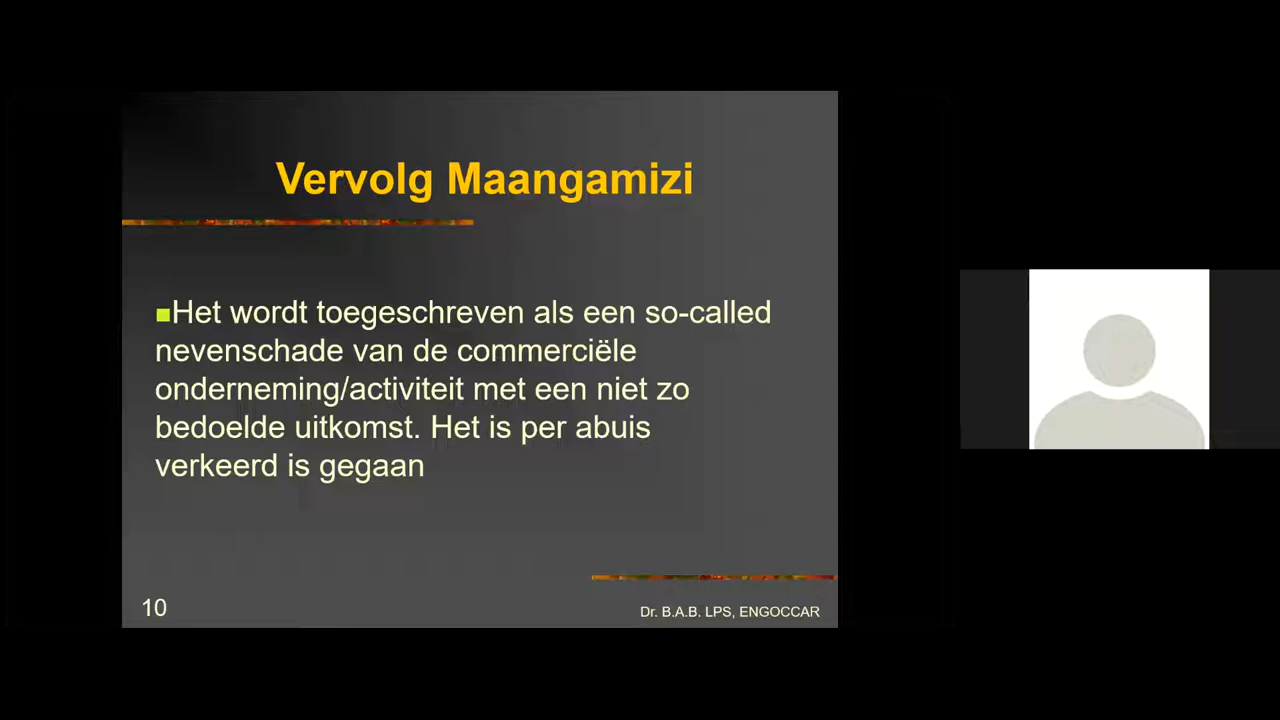 Vervolg Maangamizi
Het wordt toegeschreven als een so-called
nevenschade van de commerciële
onderneming/activiteit met een niet zo
bedoelde uitkomst. Het is per abuis
verkeerd is gegaan
10
Dr. B.A.B. LPS, ENGOCCAR